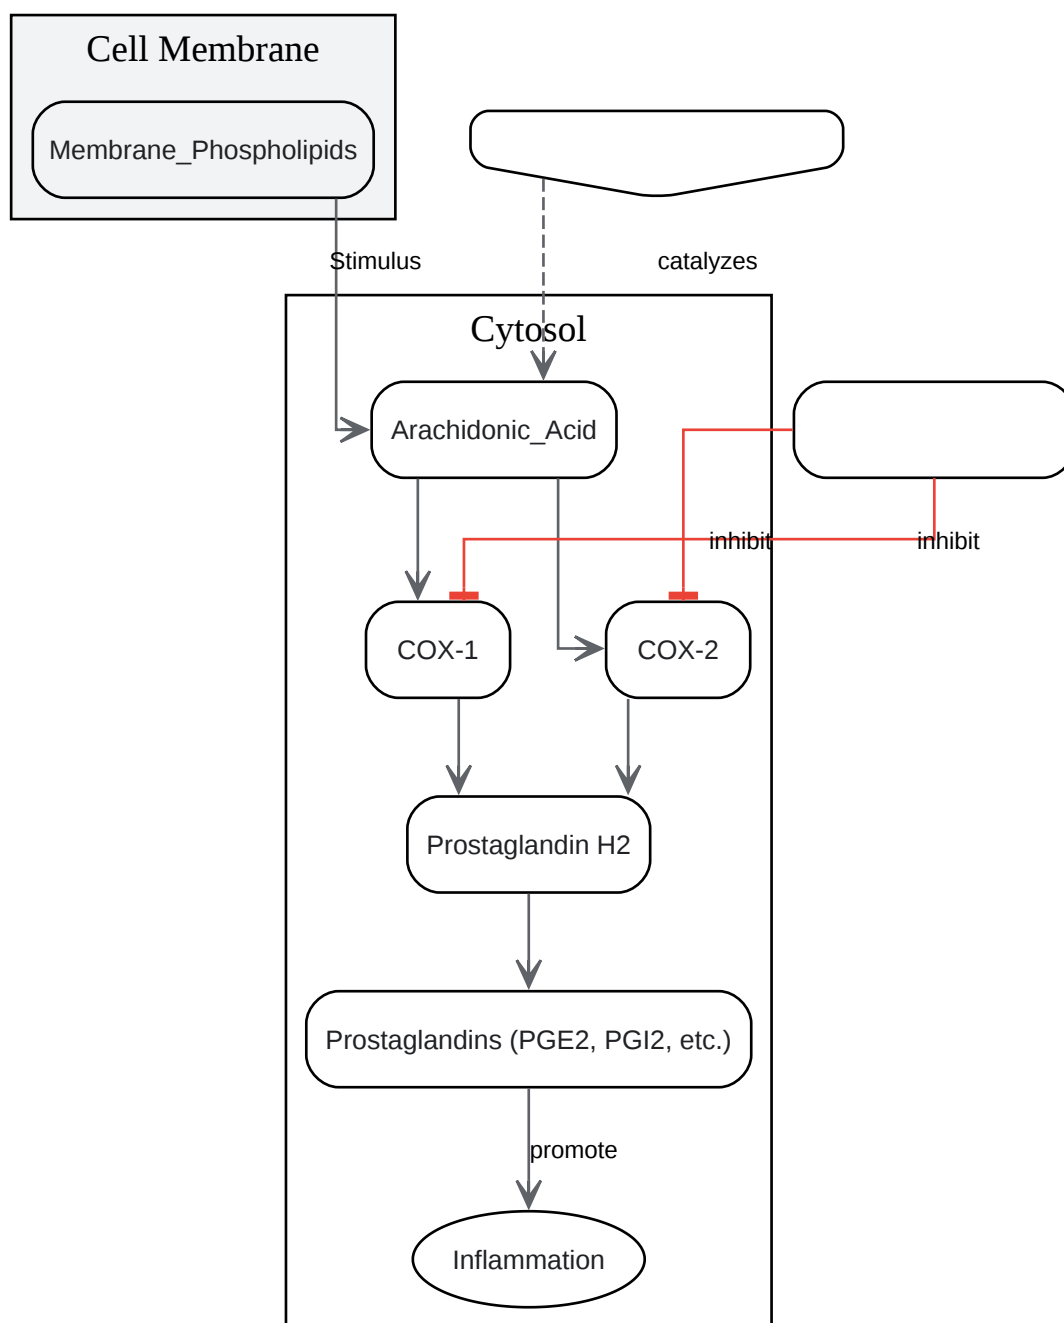 Cell Membrane
Membrane_Phospholipids
Stimulus
catalyzes
Cytosol
Arachidonic_Acid
inhibit
inhibit
COX-1
COX-2
Prostaglandin H2
Prostaglandins (PGE2, PGI2, etc.)
promote
Inflammation